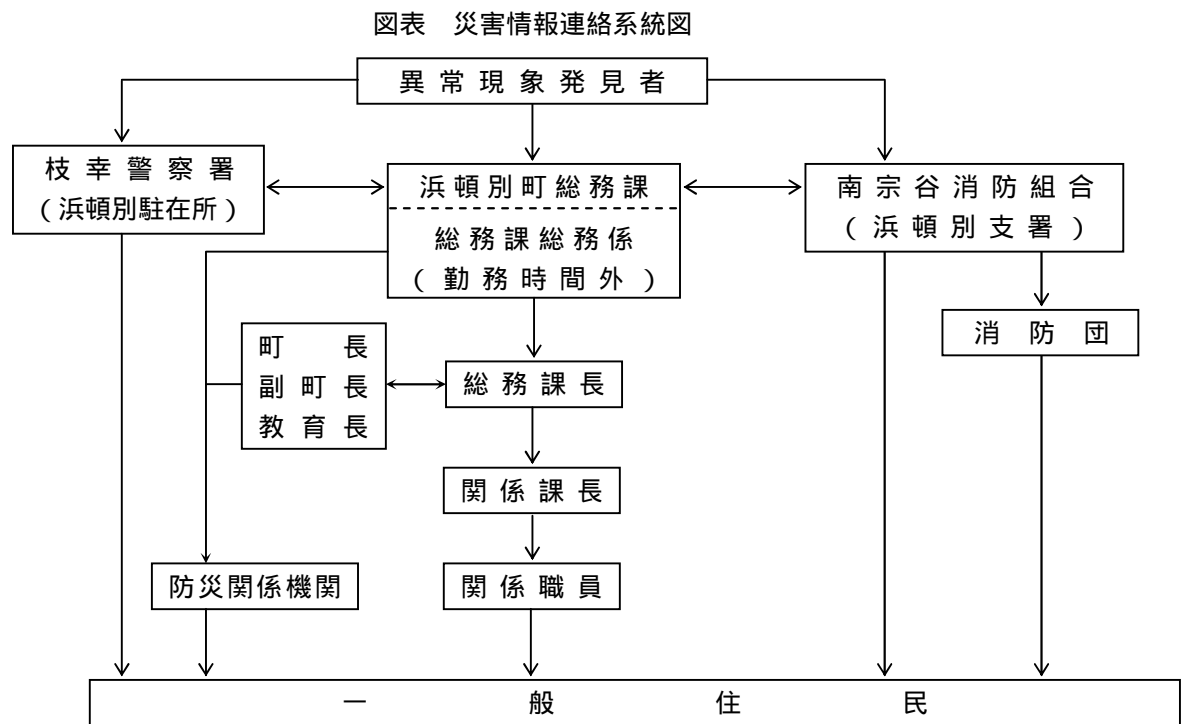 図表　災害情報連絡系統図
異常現象発見者
枝幸警察署
（浜頓別駐在所）
浜頓別町総務課
総務課総務係
（勤務時間外）
南宗谷消防組合
（浜頓別支署）
消防団
町長
副町長
教育長
総務課長
関係課長
防災関係機関
関係職員
一般住民